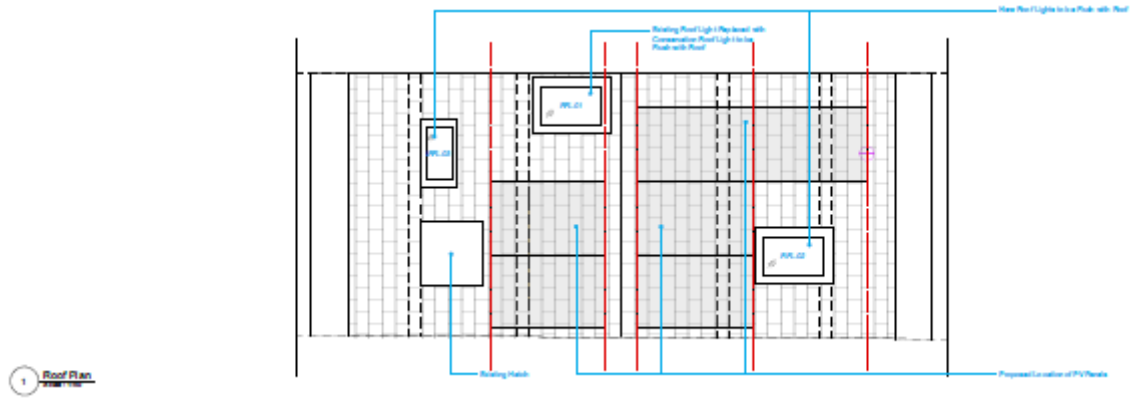 New Roof Lights to be Flush with Roof
Existing Roof Light Replaced with
Conservation Roof Light to be
Flush with Roof
RFL-01
RFL-03
RFL-02
Existing Hatch
Proposed Location of PV Panels
1
Roof Plan